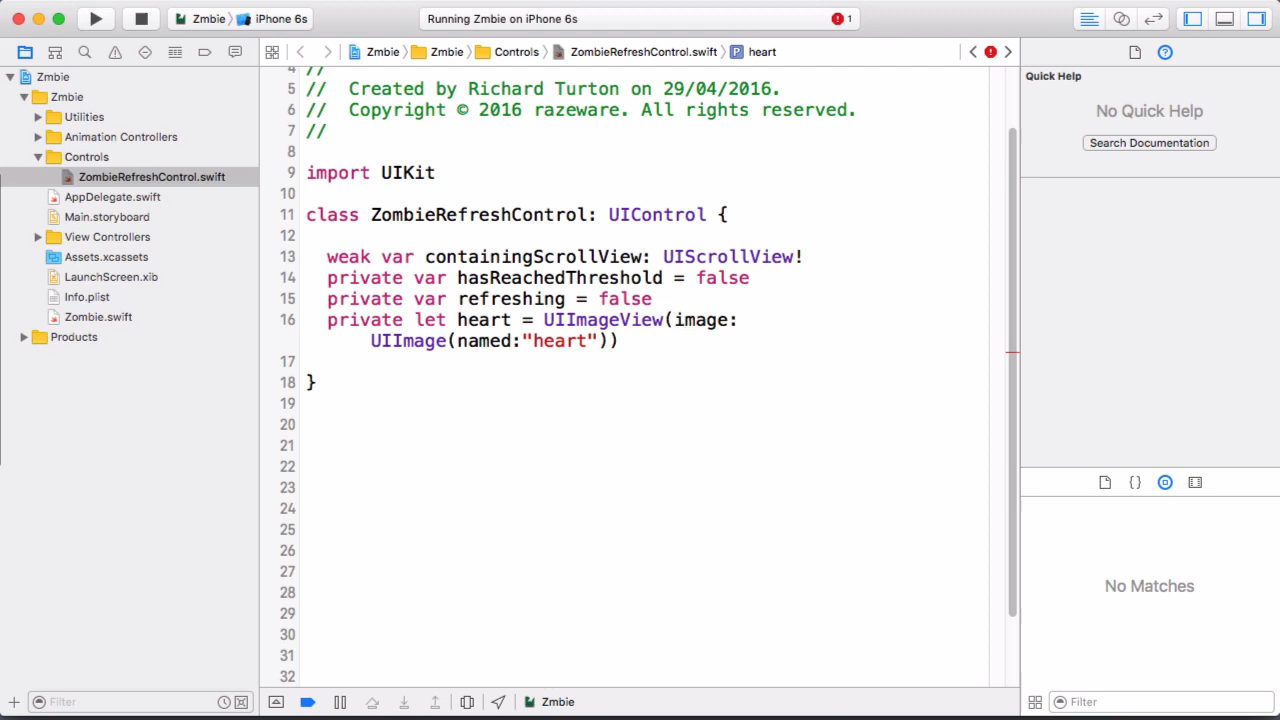 Zmbie
iPhone 6s
Running Zmbie on iPhone 6s
1
Zmbie
Zmbie
Controls
ZombieRefreshControl.swift
P
heart
Zmbie
Zmbie
Utilities
Animation Controllers
Controls
ZombieRefreshControl.swift
AppDelegate.swift
Main.storyboard
View Controllers
Assets.xcassets
LaunchScreen.xib
Info.plist
Zombie.swift
Products
Filter
4 //
5 // Created by Richard Turton on 29/04/2016.
6 // Copyright © 2016 razeware. All rights reserved.
7 //
8
9 import UIKit
10
11 class ZombieRefreshControl: UIControl {
12
13 weak var containingScrollView: UIScrollView!
14 private var hasReachedThreshold = false
15 private var refreshing = false
16 private let heart = UIImageView(image:
UIImage(named:"heart"))
17
18 }
19
20
21
22
23
24
25
26
27
28
29
30
31
32
Zmbie
Quick Help
No Quick Help
Search Documentation
{}
No Matches
Filter